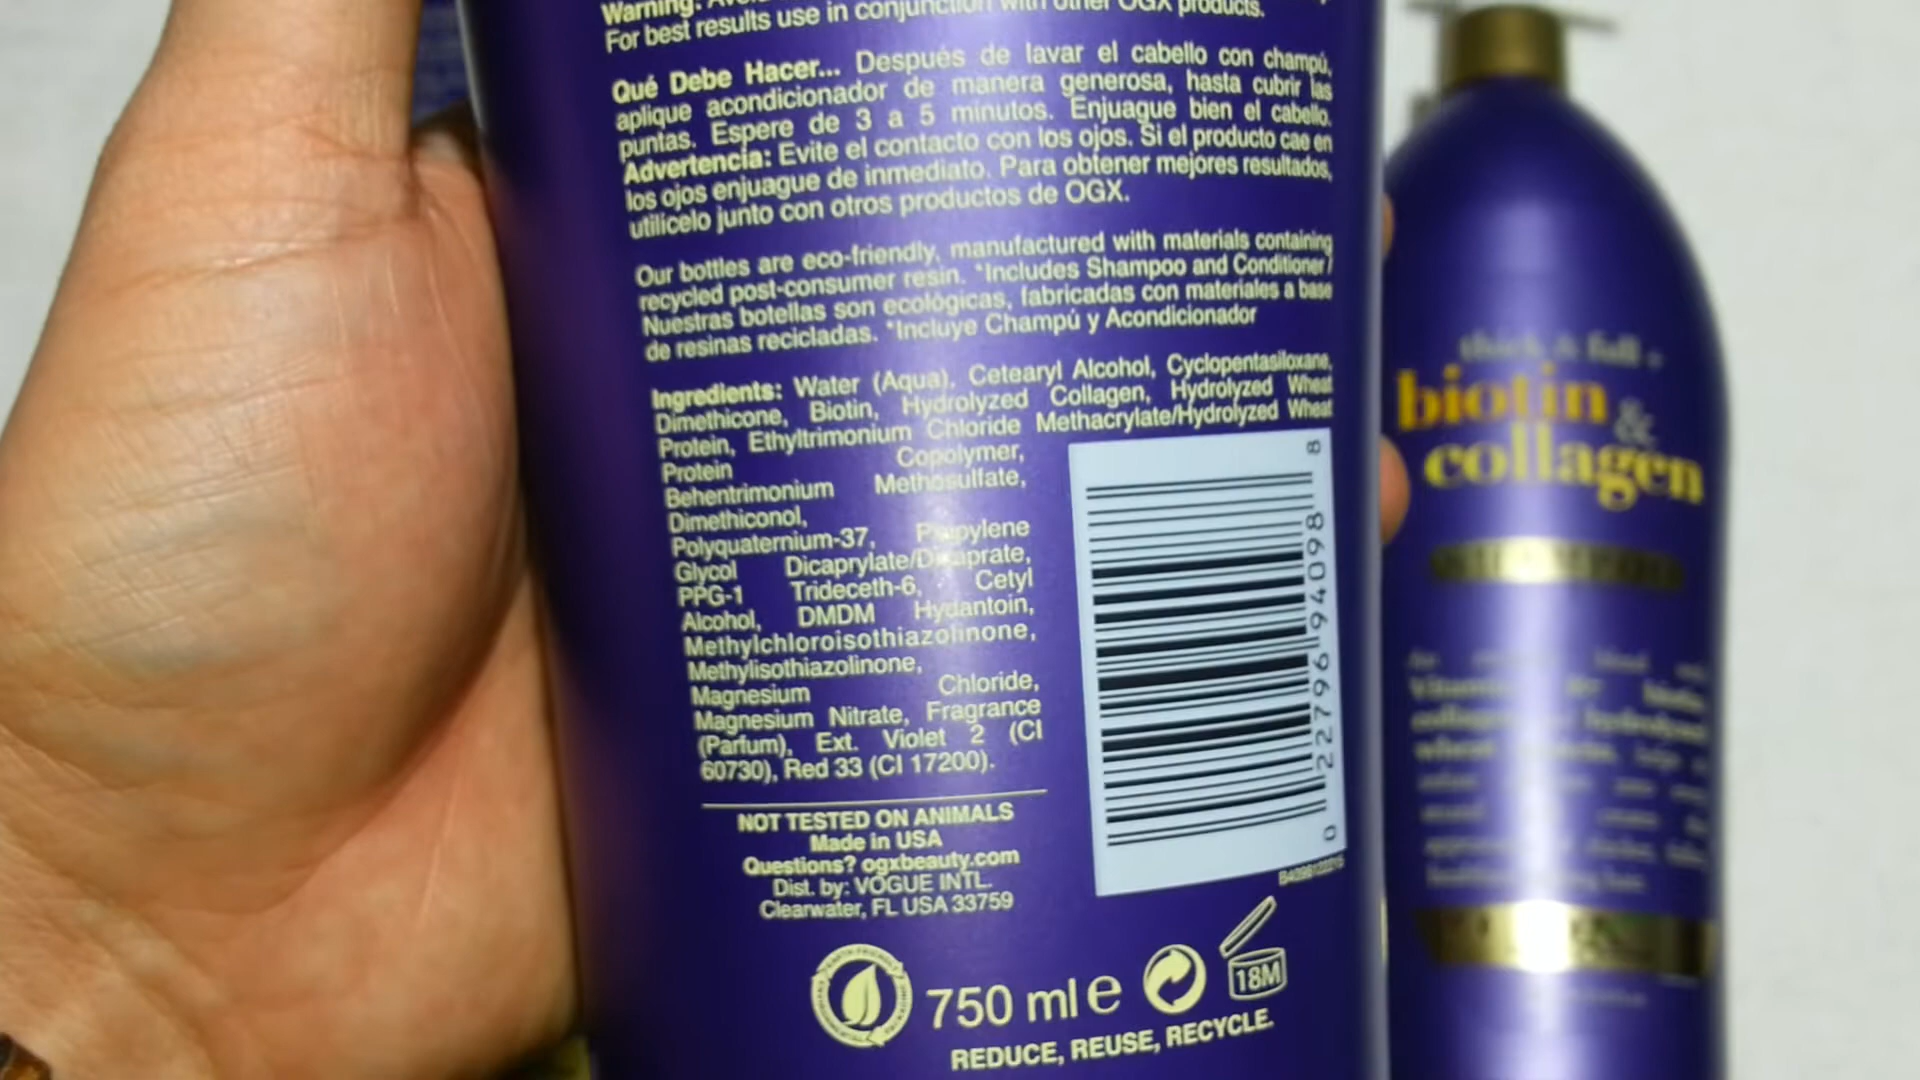 Warning:
For best results use in conjunction with other OGX products.
Qué Debe Hacer... Después de lavar el cabello con champú,
aplique acondicionador de manera generosa, hasta cubrir las
puntas. Espere de 3 a 5 minutos. Enjuague bien el cabello.
Advertencia: Evite el contacto con los ojos. Si el producto cae en
los ojos enjuague de inmediato. Para obtener mejores resultados,
utilícelo junto con otros productos de OGX.
Our bottles are eco-friendly, manufactured with materials containing
recycled post-consumer resin. *Includes Shampoo and Conditioner /
Nuestras botellas son ecológicas, fabricadas con materiales a base
de resinas recicladas. *Incluye Champú y Acondicionador
Ingredients: Water (Aqua), Cetearyl Alcohol, Cyclopentasiloxane,
Dimethicone, Biotin, Hydrolyzed Collagen, Hydrolyzed Wheat
Protein, Ethyltrimonium Chloride Methacrylate/Hydrolyzed Wheat
Protein Copolymer,
Behentrimonium Methosulfate,
Dimethiconol,
Polyquaternium-37, Propylene
Glycol Dicaprylate/Dicaprate,
PPG-1 Trideceth-6, Cetyl
Alcohol, DMDM Hydantoin,
Methylchloroisothiazolinone,
Methylisothiazolinone,
Magnesium Chloride,
Magnesium Nitrate, Fragrance
(Parfum), Ext. Violet 2 (CI
60730), Red 33 (CI 17200).
NOT TESTED ON ANIMALS
Made in USA
Questions? ogxbeauty.com
Dist. by: VOGUE INTL.
Clearwater, FL USA 33759
0 22796 94098 8
750 ml e
18M
REDUCE, REUSE, RECYCLE.
thick & full +
biotin &
collagen